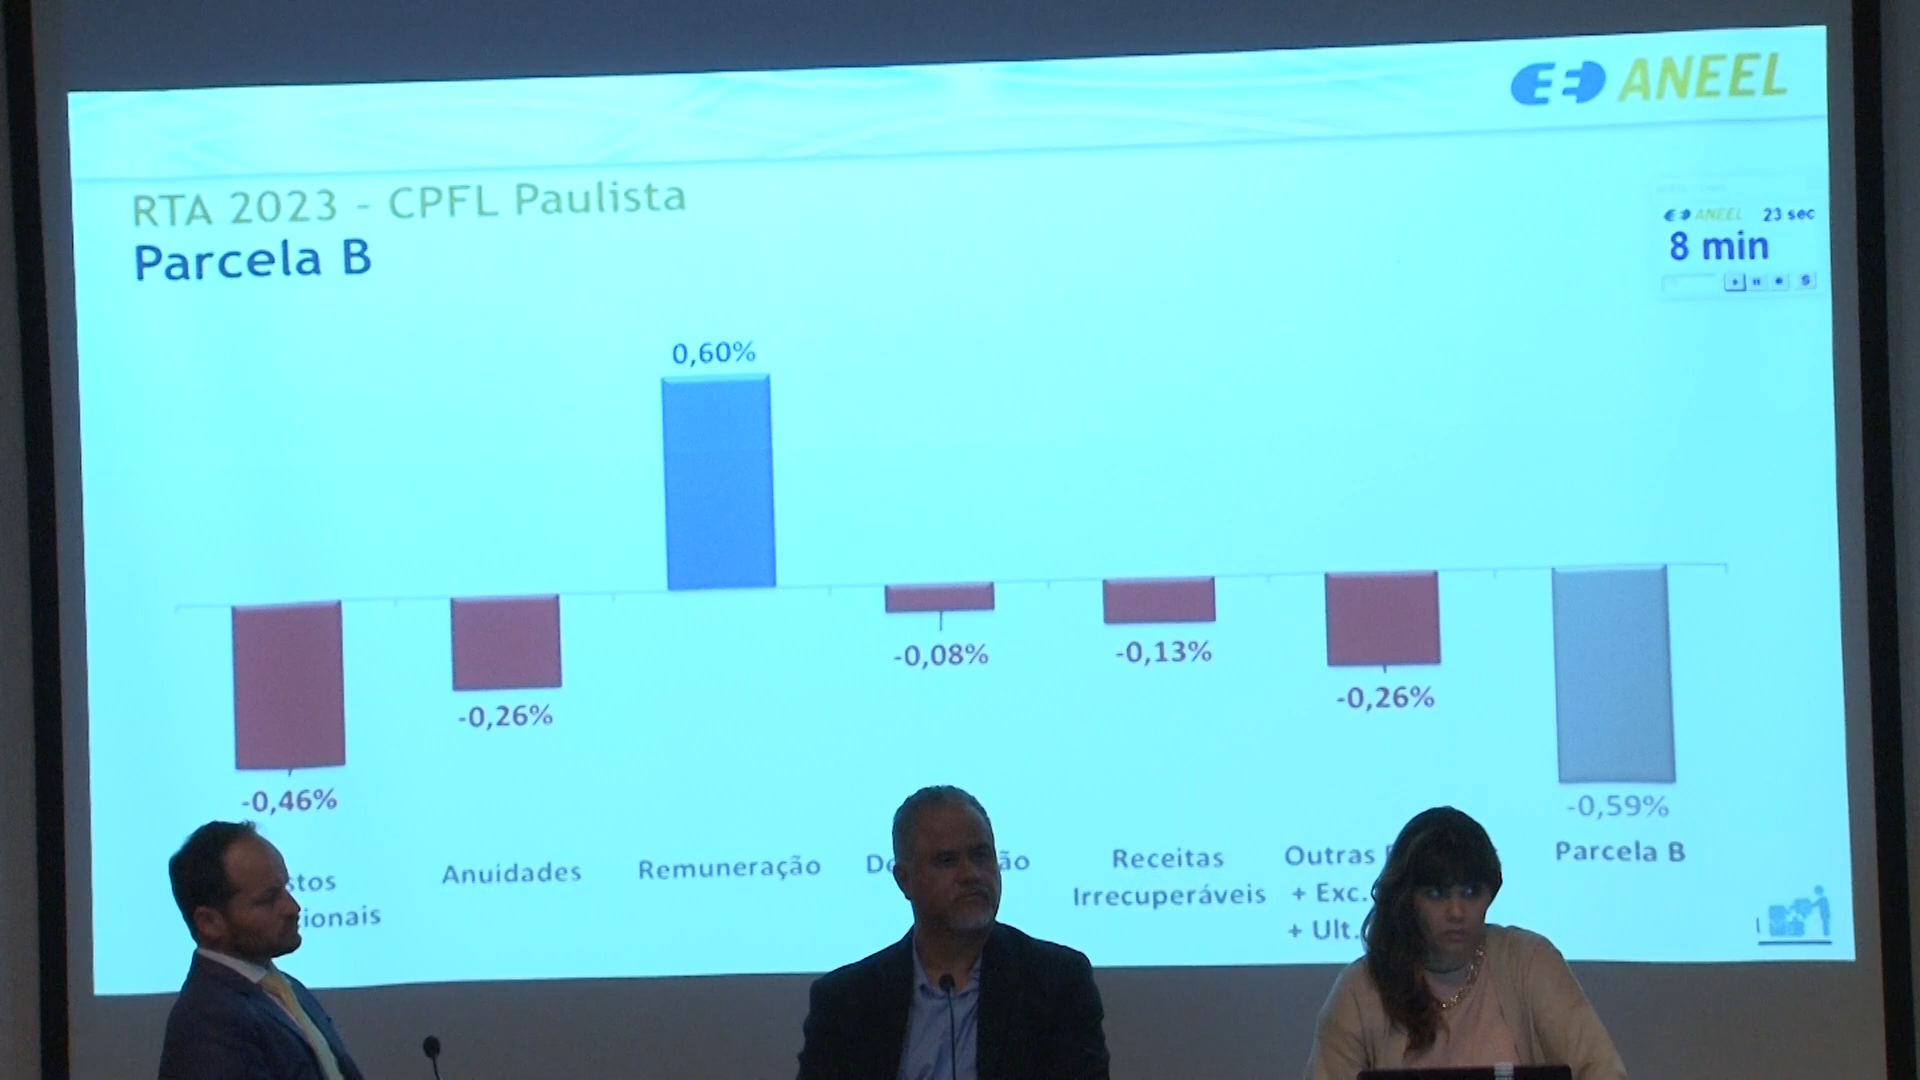 ANEEL
RTA 2023 - CPFL Paulista
Parcela B
ANEEL 23 sec
8 min
0,60%
-0,08%
-0,13%
-0,26%
-0,26%
-0,46%
-0,59%
Anuidades
Remuneração
Receitas
Irrecuperáveis
Outras
+ Exc.
+ Ult.
Parcela B